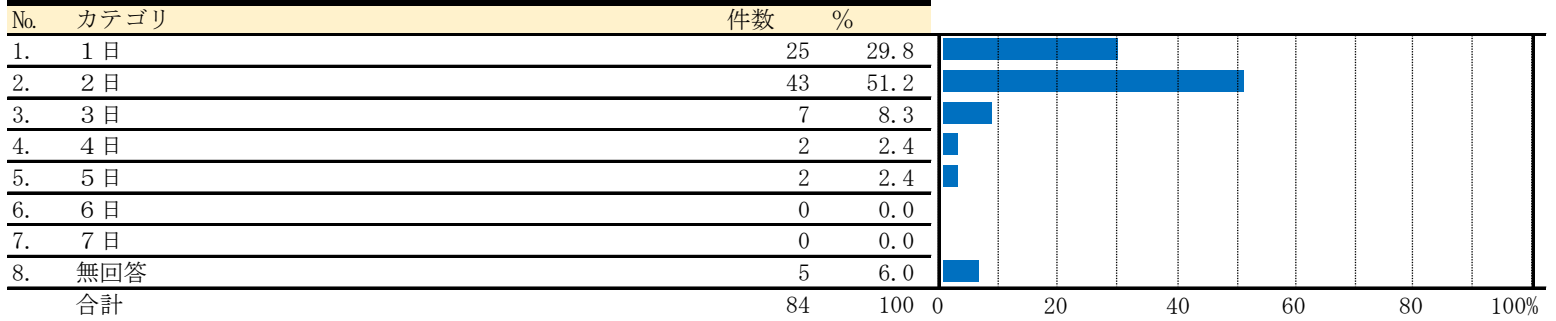 № カテゴリ 件数 %
1. １日 25 29.8
2. ２日 43 51.2
3. ３日 7 8.3
4. ４日 2 2.4
5. ５日 2 2.4
6. ６日 0 0.0
7. ７日 0 0.0
8. 無回答 5 6.0
合計 84 100 0 20 40 60 80 100%